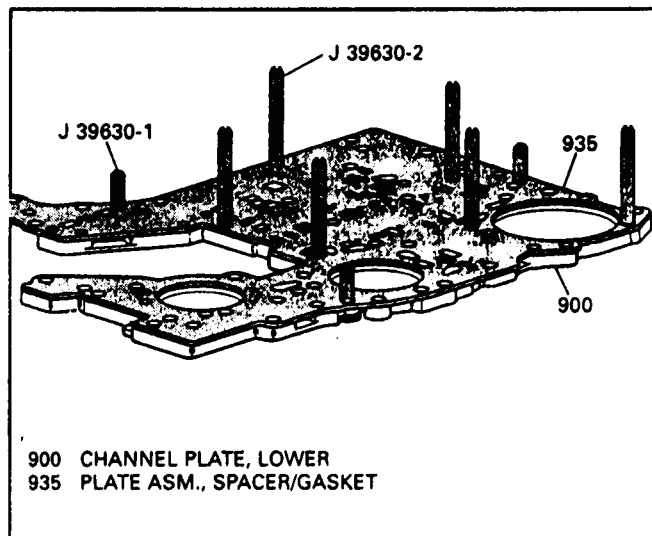 J 39630-2
J 39630-1
935
900
900 CHANNEL PLATE, LOWER
935 PLATE ASM., SPACER/GASKET